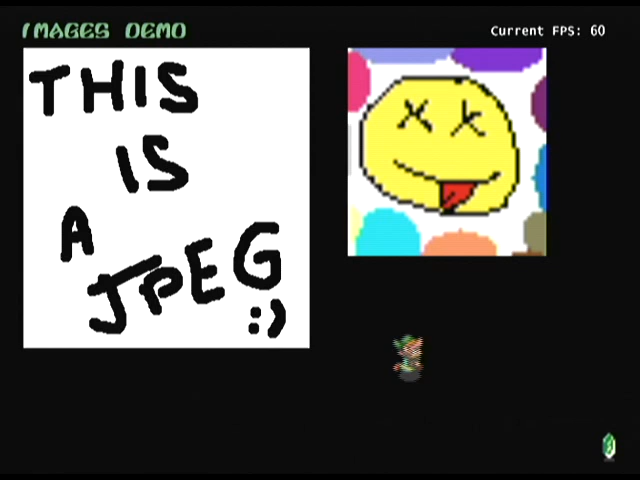 IMAGES DEMO
Current FPS: 60
THIS
IS
A
JPEG
:)